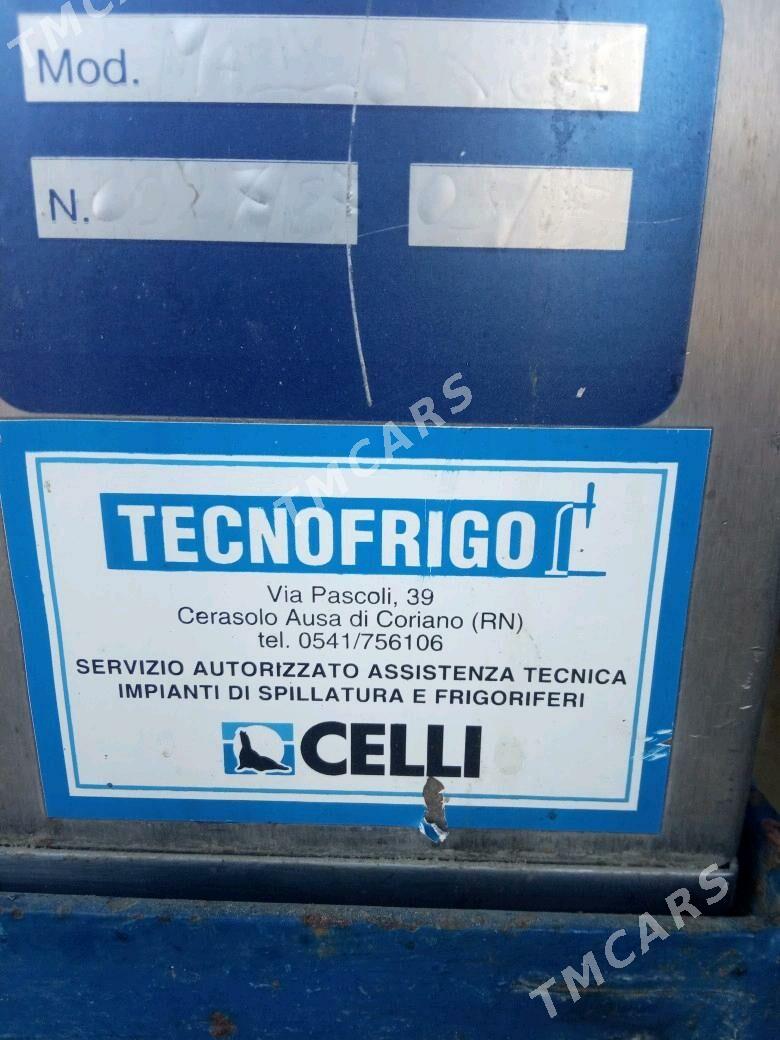 TMCARS
Mod.
N.
TECNOFRIGO
TMCARS
Via Pascoli, 39
Cerasolo Ausa di Coriano (RN)
tel. 0541/756106
SERVIZIO AUTORIZZATO ASSISTENZA TECNICA
IMPIANTI DI SPILLATURA E FRIGORIFERI
CELLI
TMCARS